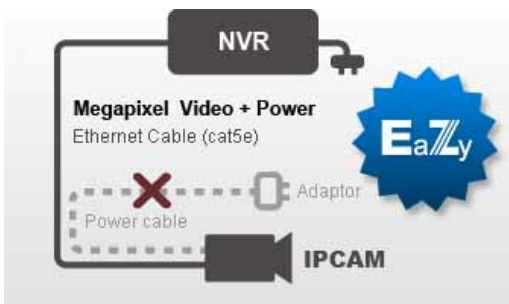 NVR
Megapixel Video + Power
Ethernet Cable (cat5e)
EaZy
Adaptor
Power cable
IPCAM